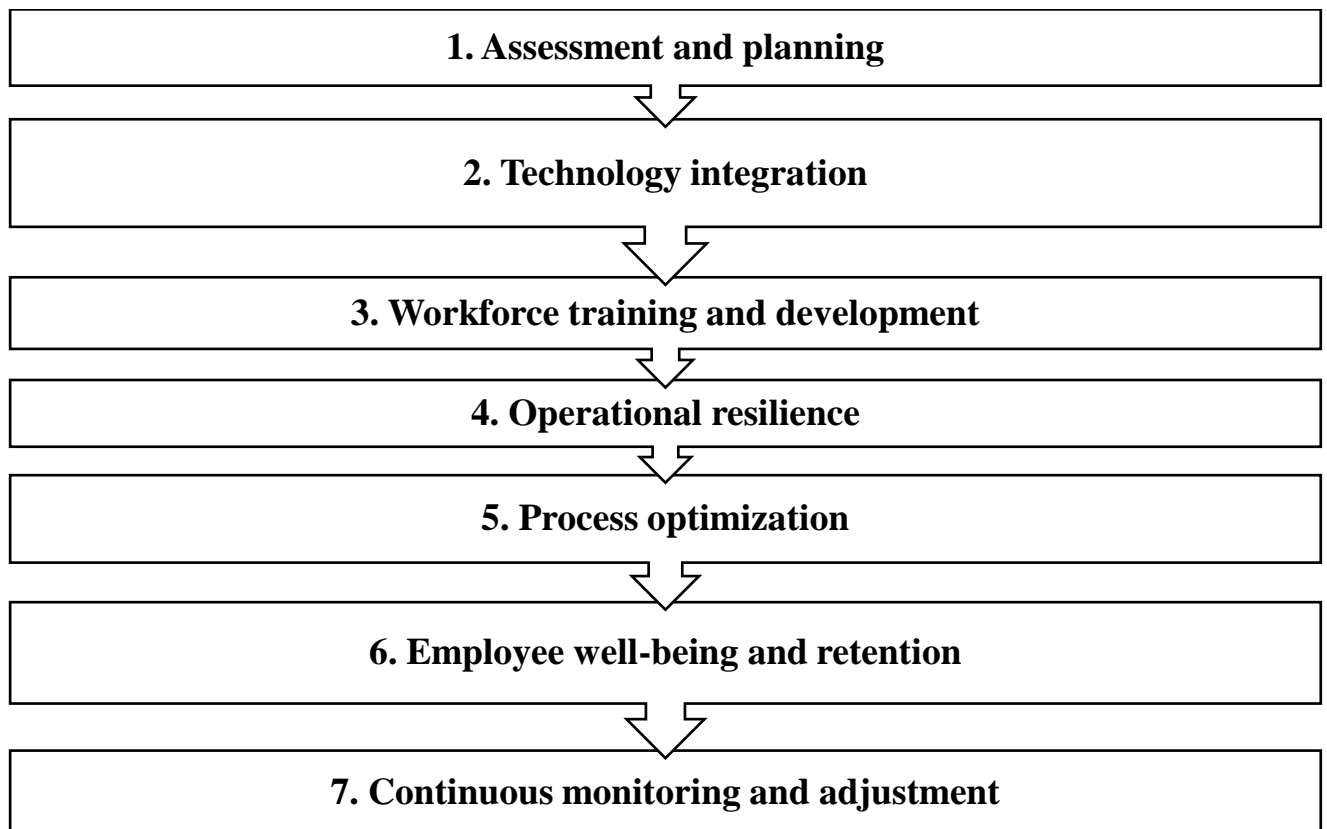 1. Assessment and planning
2. Technology integration
3. Workforce training and development
4. Operational resilience
5. Process optimization
6. Employee well-being and retention
7. Continuous monitoring and adjustment